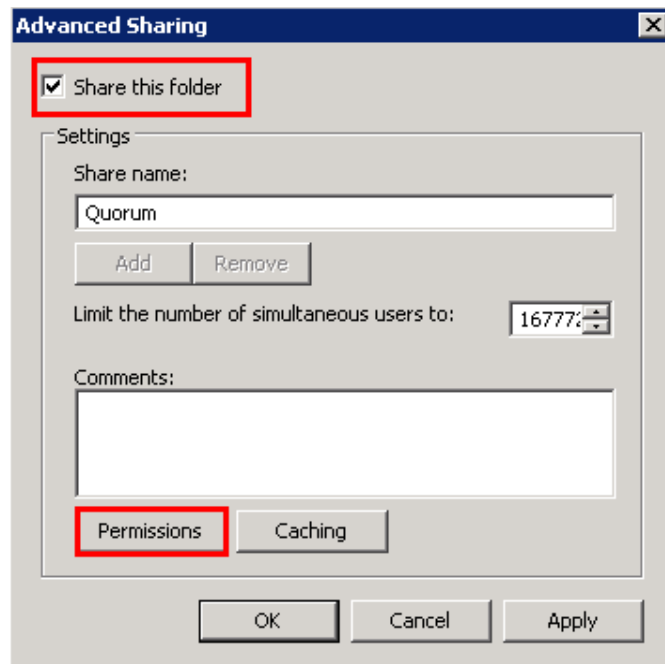 Advanced Sharing
Share this folder
Settings
Share name:
Quorum
Add Remove
Limit the number of simultaneous users to:
Comments:
Permissions Caching
OK Cancel Apply